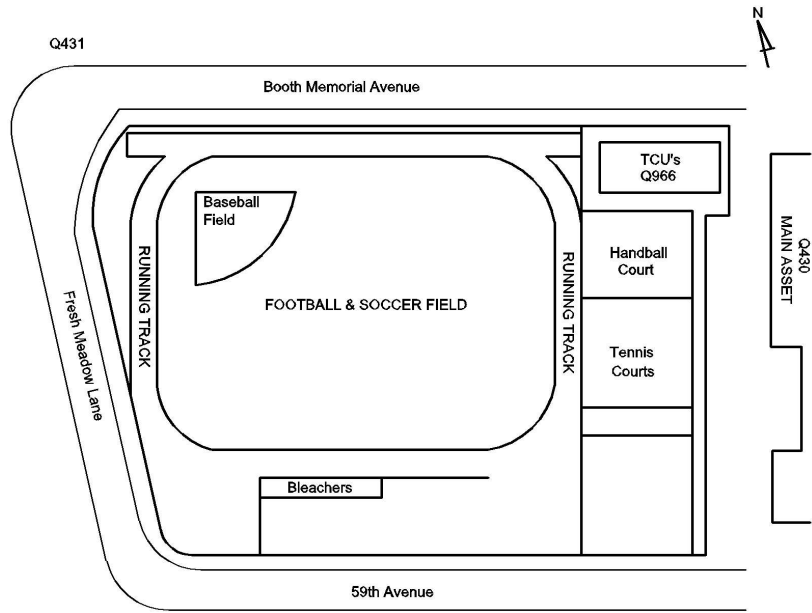 N
Q431
Booth Memorial Avenue
TCU's
Q966
Baseball
Field
Q430
MAIN ASSET
RUNNING TRACK
RUNNING TRACK
Handball
Court
FOOTBALL & SOCCER FIELD
Fresh Meadow Lane
Tennis
Courts
Bleachers
59th Avenue